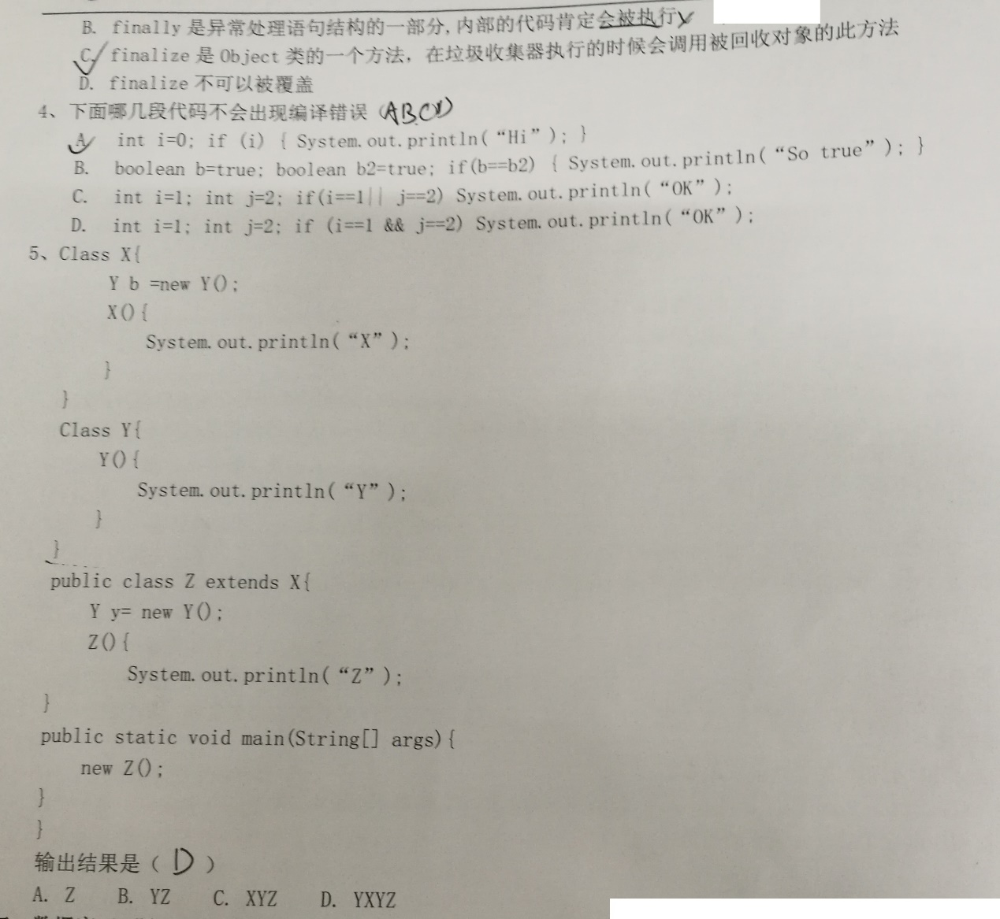 B. finally 是异常处理语句结构的一部分,内部的代码肯定会被执行
C. finalize 是 Object 类的一个方法，在垃圾收集器执行的时候会调用被回收对象的此方法
D. finalize 不可以被覆盖
4、下面哪几段代码不会出现编译错误（ABCD）
A int i=0; if (i) { System.out.println(“Hi”); }
B. boolean b=true; boolean b2=true; if(b==b2) { System.out.println(“So true”); }
C. int i=1; int j=2; if(i==1|| j==2) System.out.println(“OK”);
D. int i=1; int j=2; if (i==1 && j==2) System.out.println(“OK”);
5、Class X{
Y b =new Y();
X(){
System.out.println(“X”);
}
}
Class Y{
Y(){
System.out.println(“Y”);
}
}
public class Z extends X{
Y y= new Y();
Z(){
System.out.println(“Z”);
}
public static void main(String[] args){
new Z();
}
}
输出结果是（ D ）
A. Z B. YZ C. XYZ D. YXYZ